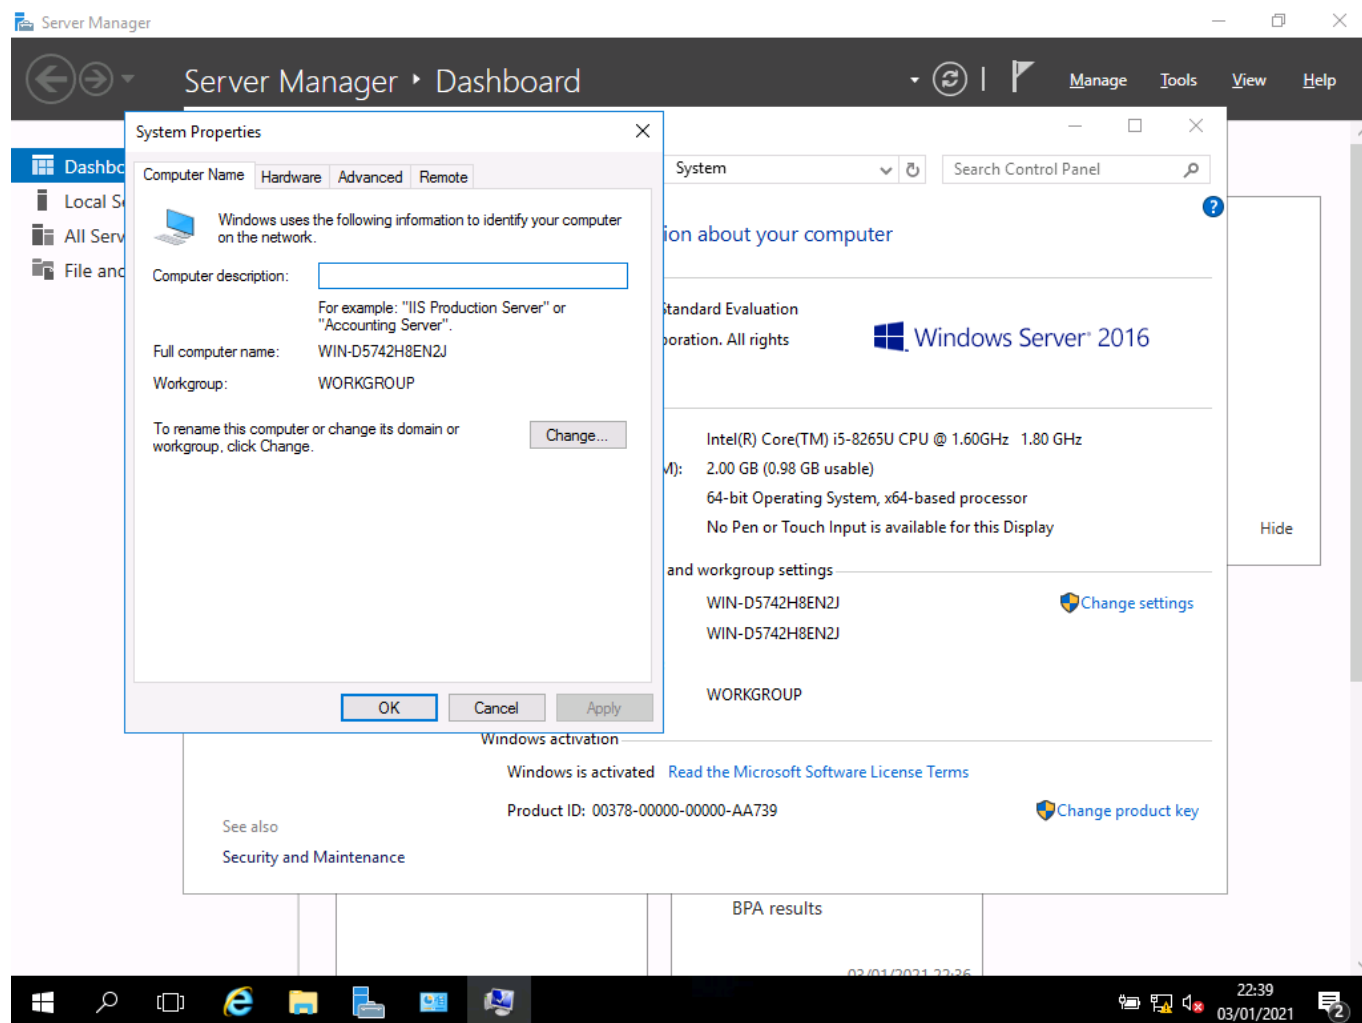 Server Manager
Server Manager ‣ Dashboard
Manage Tools View Help
System Properties
Computer Name Hardware Advanced Remote
Windows uses the following information to identify your computer
on the network.
Computer description:
For example: "IIS Production Server" or
"Accounting Server".
Full computer name: WIN-D5742H8EN2J
Workgroup: WORKGROUP
To rename this computer or change its domain or
workgroup, click Change.
Change...
OK Cancel Apply
Dashbo
Local Se
All Serv
File and
System
Search Control Panel
ion about your computer
Standard Evaluation
poration. All rights
Windows Server® 2016
Intel(R) Core(TM) i5-8265U CPU @ 1.60GHz 1.80 GHz
M): 2.00 GB (0.98 GB usable)
64-bit Operating System, x64-based processor
No Pen or Touch Input is available for this Display
Hide
and workgroup settings
WIN-D5742H8EN2J
Change settings
WIN-D5742H8EN2J
WORKGROUP
Windows activation
Windows is activated Read the Microsoft Software License Terms
Product ID: 00378-00000-00000-AA739
Change product key
See also
Security and Maintenance
BPA results
03/01/2021 22:36
22:39
03/01/2021
2